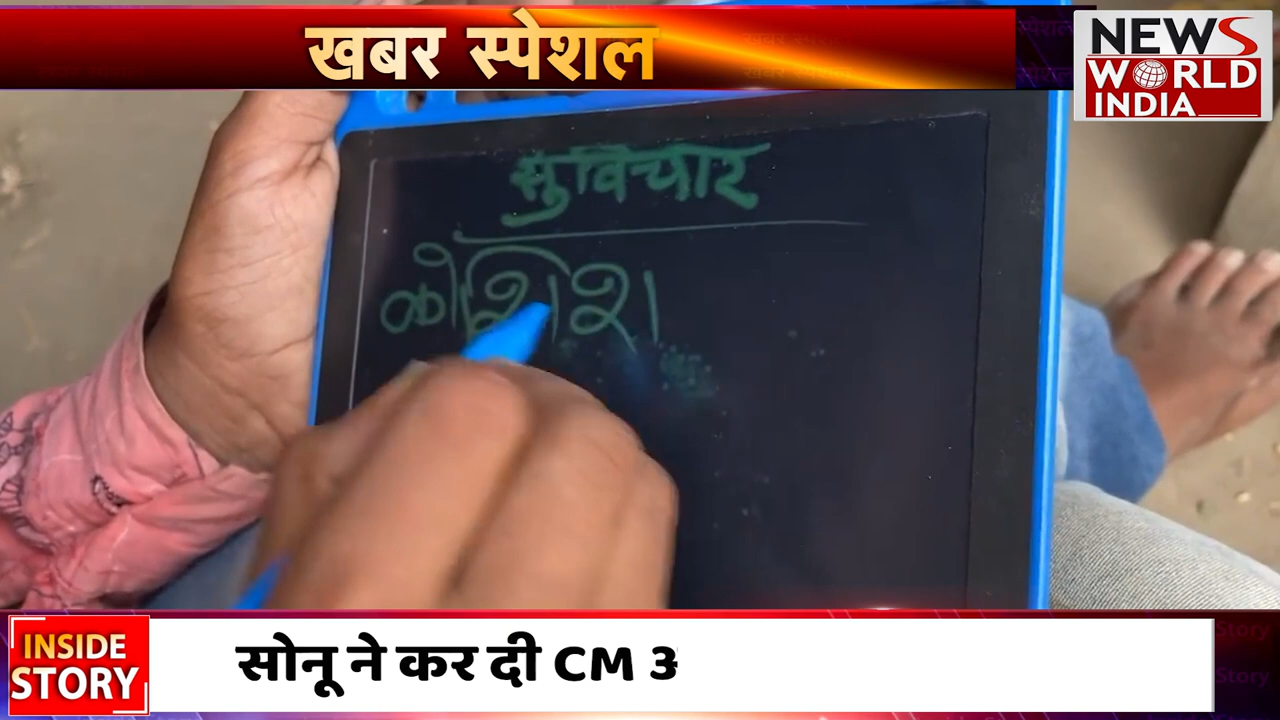 खबर स्पेशल
NEWS
WORLD
INDIA
सुविचार
कोशिश
INSIDE
STORY
सोनू ने कर दी CM